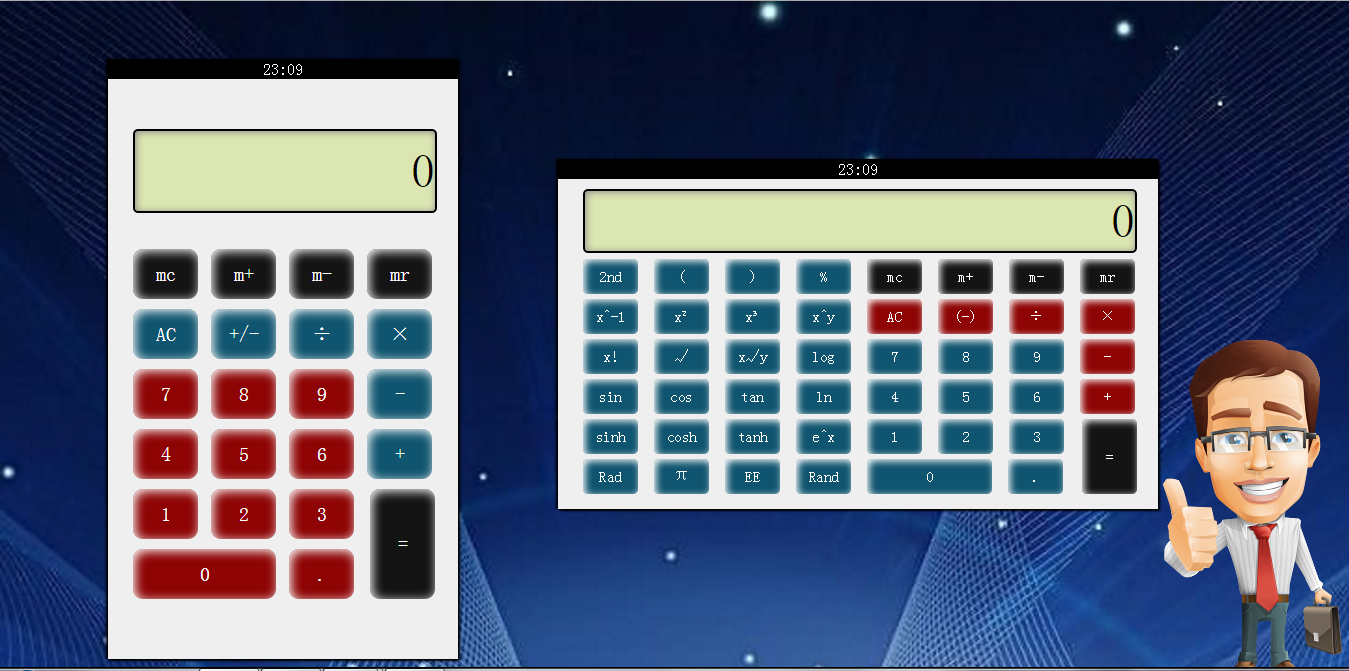 23:09
0
mc m+ m- mr
AC +/- ÷ ×
7 8 9 -
4 5 6 +
1 2 3
=
0 .
23:09
0
2nd ( ) % mc m+ m- mr
x^-1 x² x³ x^y AC (-) ÷ ×
x! √ x√y log 7 8 9 -
sin cos tan ln 4 5 6 +
sinh cosh tanh e^x 1 2 3
=
Rad π EE Rand 0 .